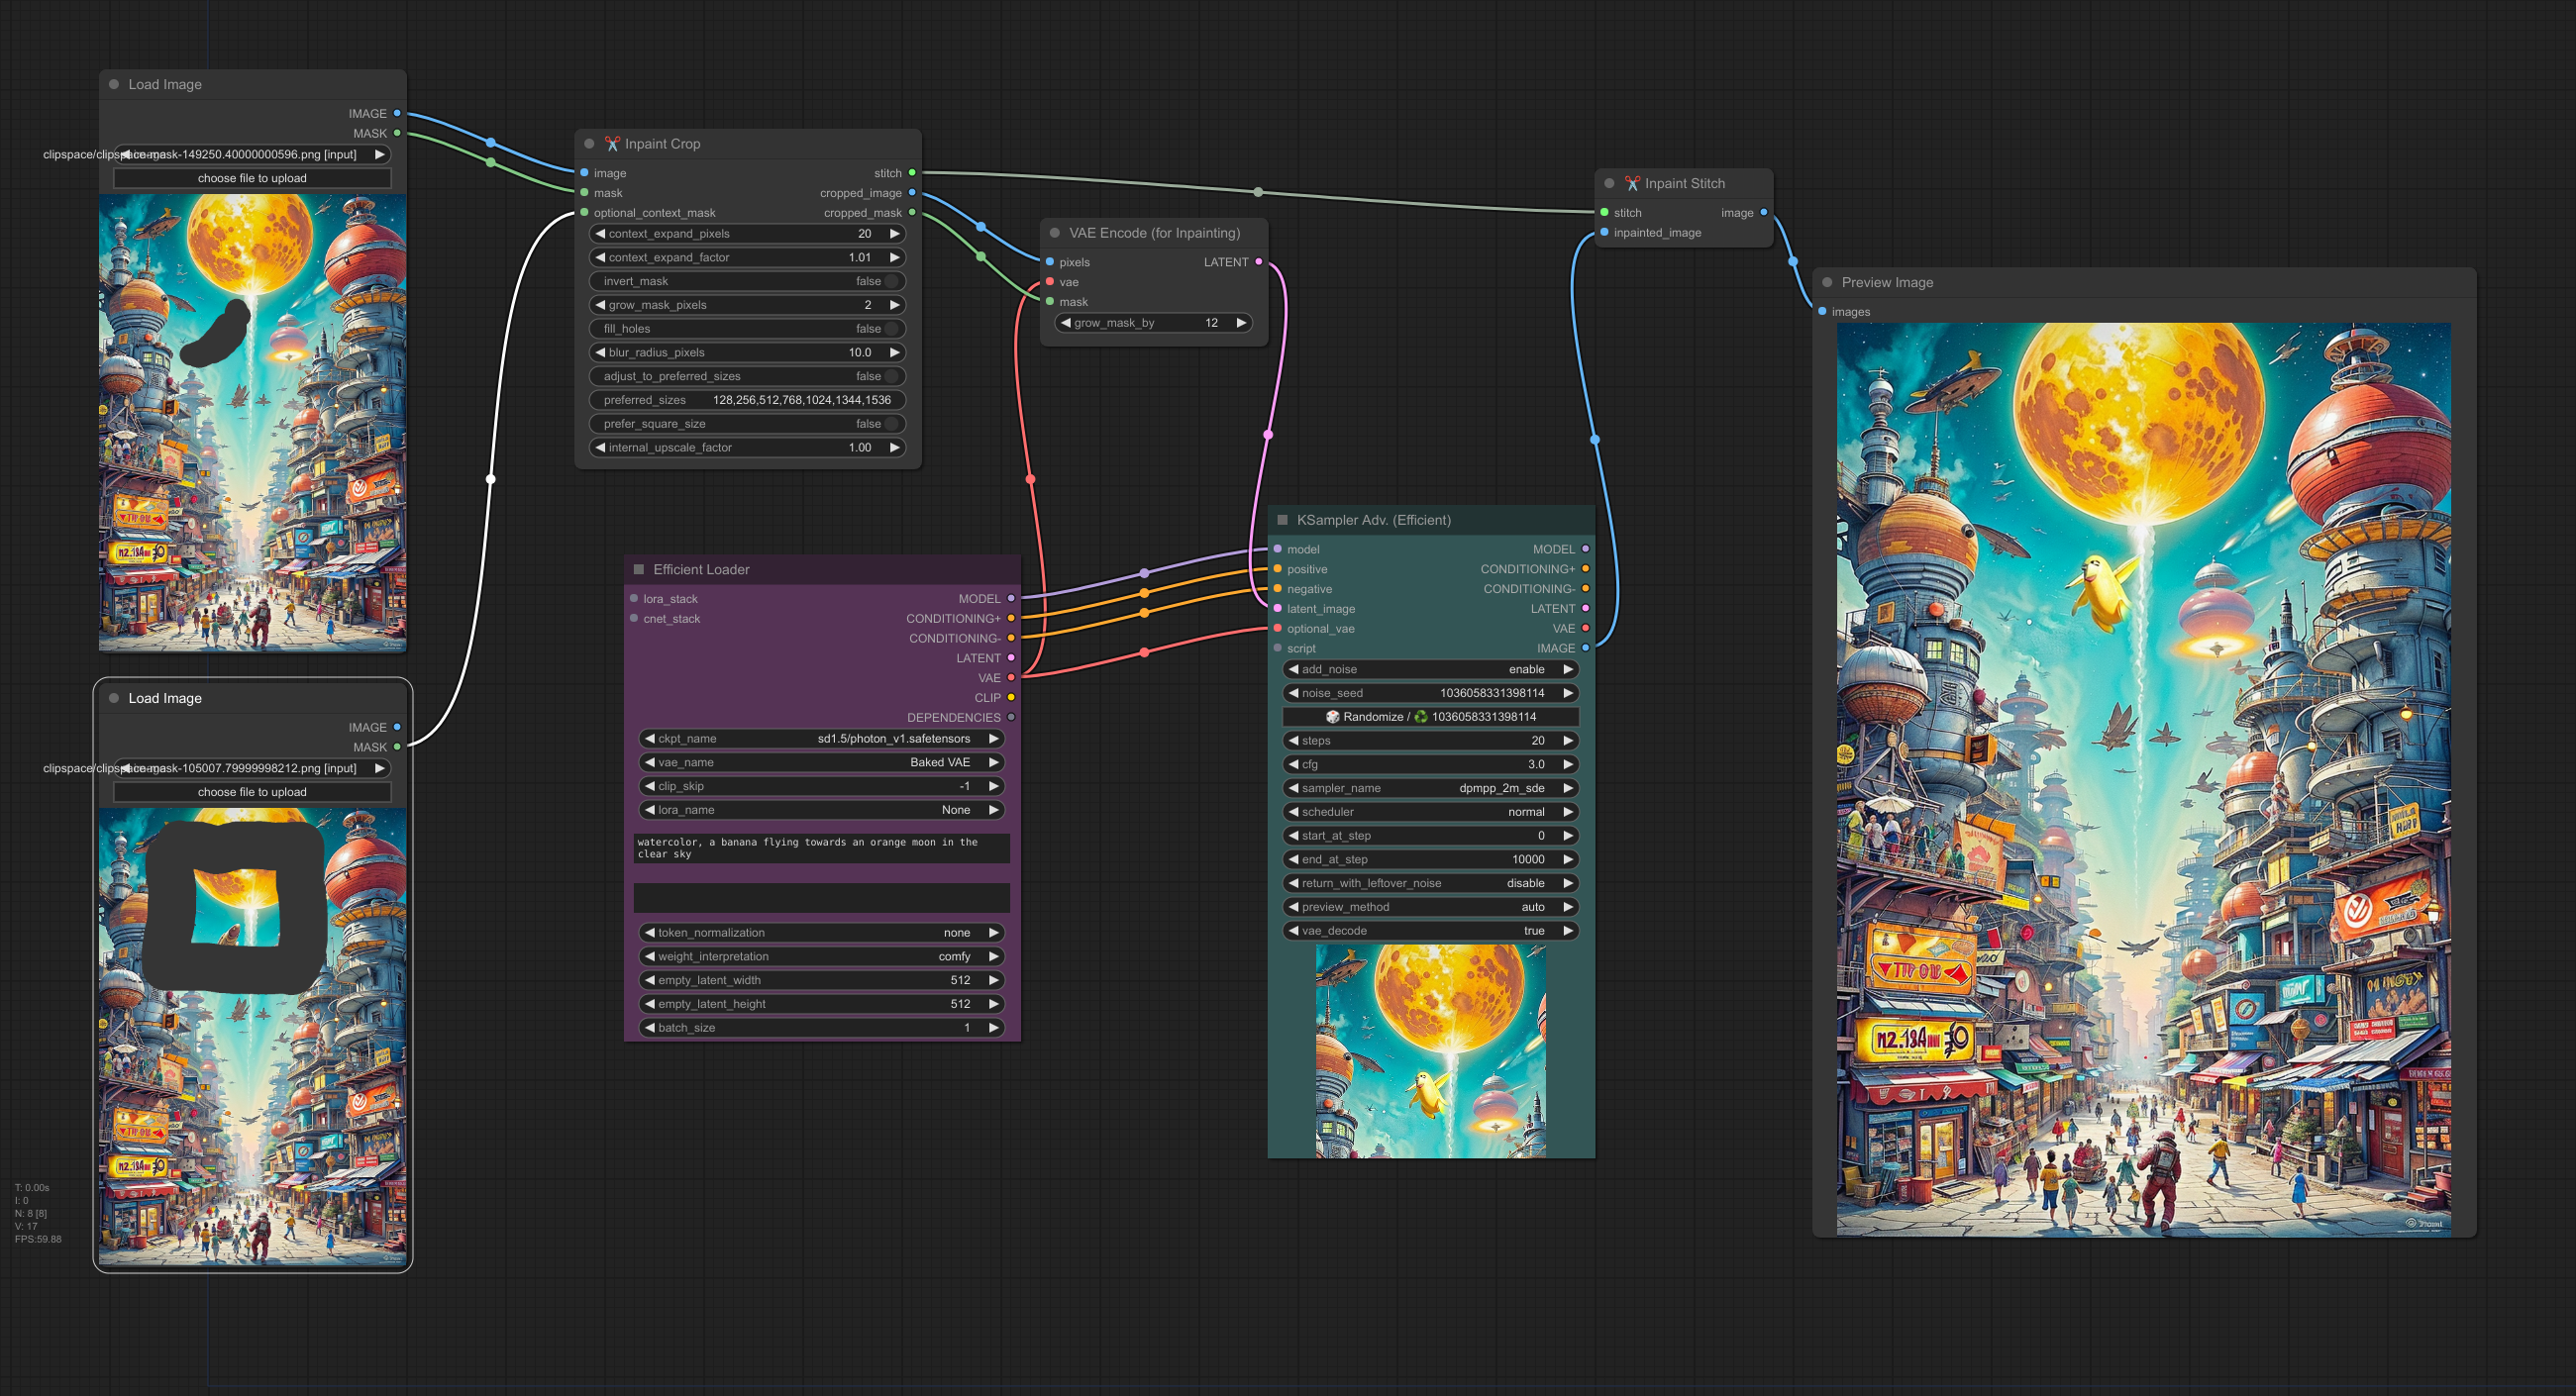 Load Image
IMAGE
MASK
clipspace/clipspace-mask-149250.40000000596.png [input]
choose file to upload
Load Image
IMAGE
MASK
clipspace/clipspace-mask-105007.79999998212.png [input]
choose file to upload
T: 0.00s
I: 0
N: 8 [8]
V: 17
FPS:59.88
✂️ Inpaint Crop
image stitch
mask cropped_image
optional_context_mask cropped_mask
context_expand_pixels 20
context_expand_factor 1.01
invert_mask false
grow_mask_pixels 2
fill_holes false
blur_radius_pixels 10.0
adjust_to_preferred_sizes false
preferred_sizes 128,256,512,768,1024,1344,1536
prefer_square_size false
internal_upscale_factor 1.00
VAE Encode (for Inpainting)
pixels LATENT
vae
mask
grow_mask_by 12
Efficient Loader
lora_stack MODEL
cnet_stack CONDITIONING+
CONDITIONING-
LATENT
VAE
CLIP
DEPENDENCIES
ckpt_name sd1.5/photon_v1.safetensors
vae_name Baked VAE
clip_skip -1
lora_name None
watercolor, a banana flying towards an orange moon in the
clear sky
token_normalization none
weight_interpretation comfy
empty_latent_width 512
empty_latent_height 512
batch_size 1
KSampler Adv. (Efficient)
model MODEL
positive CONDITIONING+
negative CONDITIONING-
latent_image LATENT
optional_vae VAE
script IMAGE
add_noise enable
noise_seed 1036058331398114
🎲 Randomize / ♻️ 1036058331398114
steps 20
cfg 3.0
sampler_name dpmpp_2m_sde
scheduler normal
start_at_step 0
end_at_step 10000
return_with_leftover_noise disable
preview_method auto
vae_decode true
✂️ Inpaint Stitch
stitch image
inpainted_image
Preview Image
images